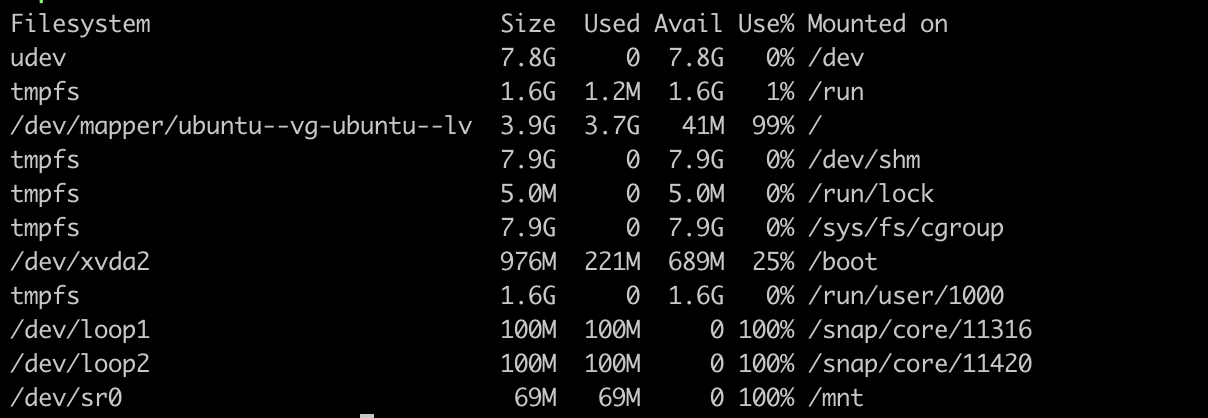 Filesystem Size Used Avail Use% Mounted on
udev 7.8G 0 7.8G 0% /dev
tmpfs 1.6G 1.2M 1.6G 1% /run
/dev/mapper/ubuntu--vg-ubuntu--lv 3.9G 3.7G 41M 99% /
tmpfs 7.9G 0 7.9G 0% /dev/shm
tmpfs 5.0M 0 5.0M 0% /run/lock
tmpfs 7.9G 0 7.9G 0% /sys/fs/cgroup
/dev/xvda2 976M 221M 689M 25% /boot
tmpfs 1.6G 0 1.6G 0% /run/user/1000
/dev/loop1 100M 100M 0 100% /snap/core/11316
/dev/loop2 100M 100M 0 100% /snap/core/11420
/dev/sr0 69M 69M 0 100% /mnt